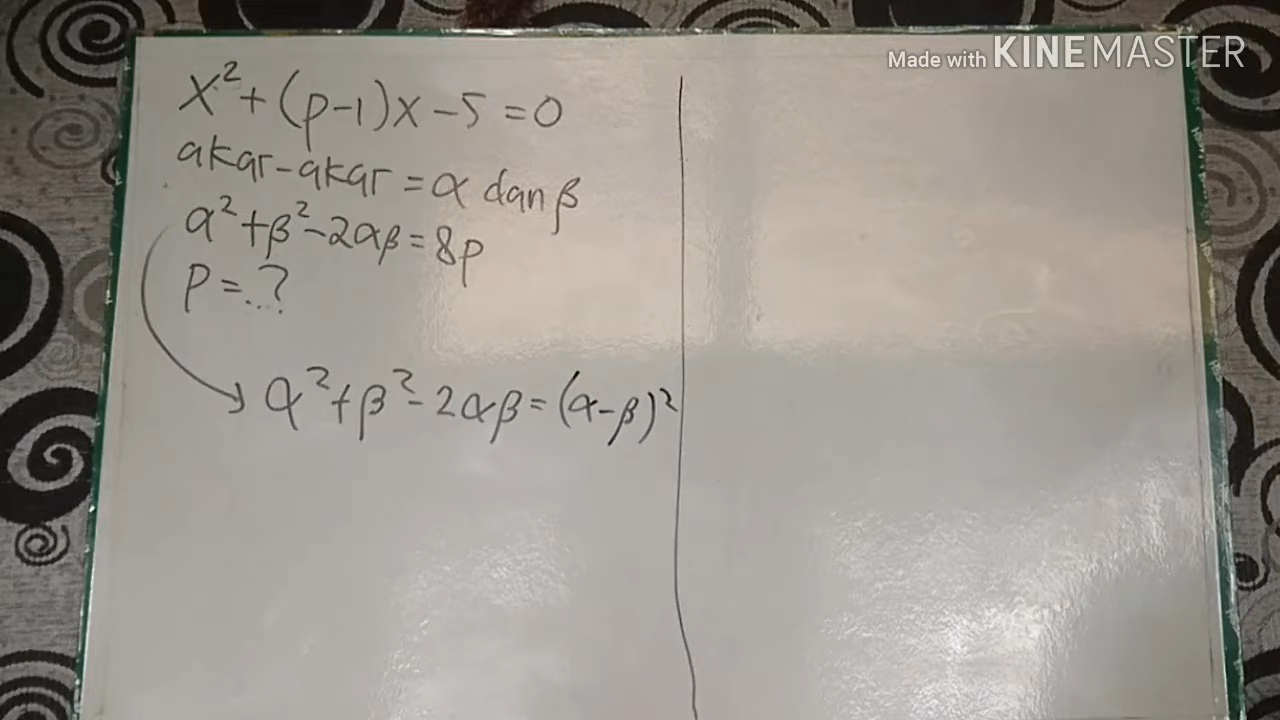 Made with KINEMASTER
x² + (p-1)x - 5 = 0
akar-akar = α dan β
α² + β² - 2αβ = 8p
P = ...?
α² + β² - 2αβ = (α-β)²